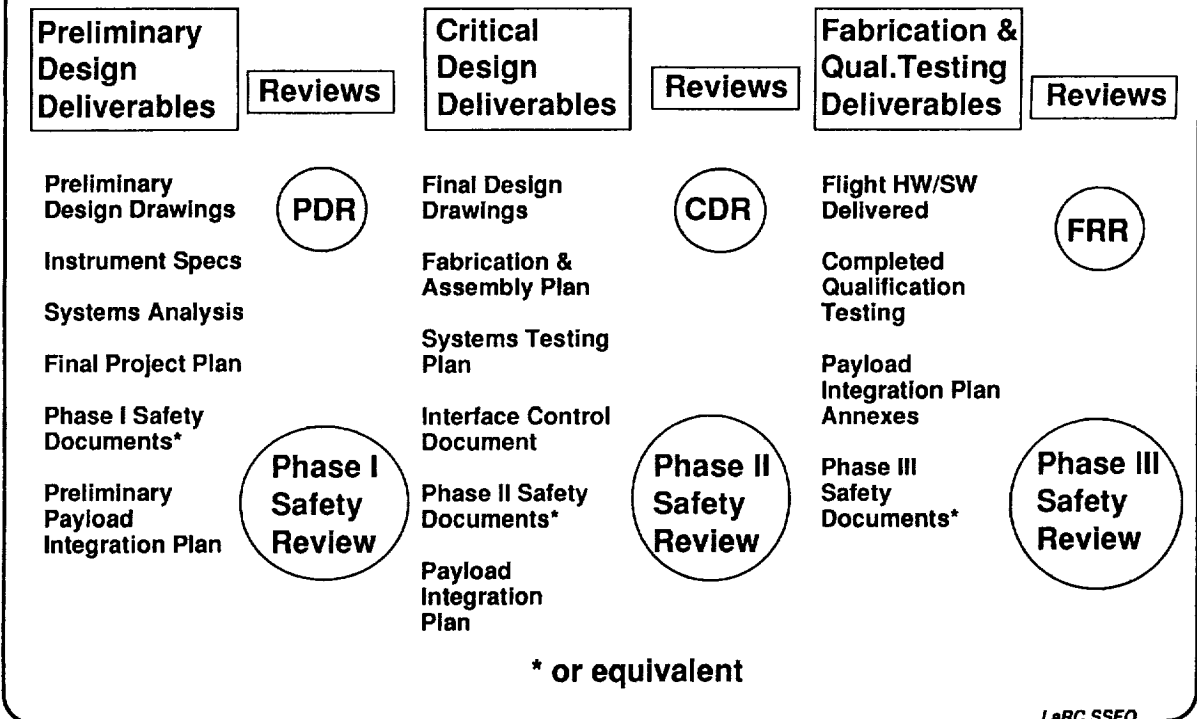 Preliminary
Design
Deliverables
Reviews
Preliminary
Design Drawings
Instrument Specs
Systems Analysis
Final Project Plan
Phase I Safety
Documents*
Preliminary
Payload
Integration Plan
PDR
Phase I
Safety
Review
Critical
Design
Deliverables
Reviews
Final Design
Drawings
Fabrication &
Assembly Plan
Systems Testing
Plan
Interface Control
Document
Phase II Safety
Documents*
Payload
Integration
Plan
CDR
Phase II
Safety
Review
Fabrication &
Qual.Testing
Deliverables
Reviews
Flight HW/SW
Delivered
Completed
Qualification
Testing
Payload
Integration Plan
Annexes
Phase III
Safety
Documents*
FRR
Phase III
Safety
Review
* or equivalent
LaRC SSEO